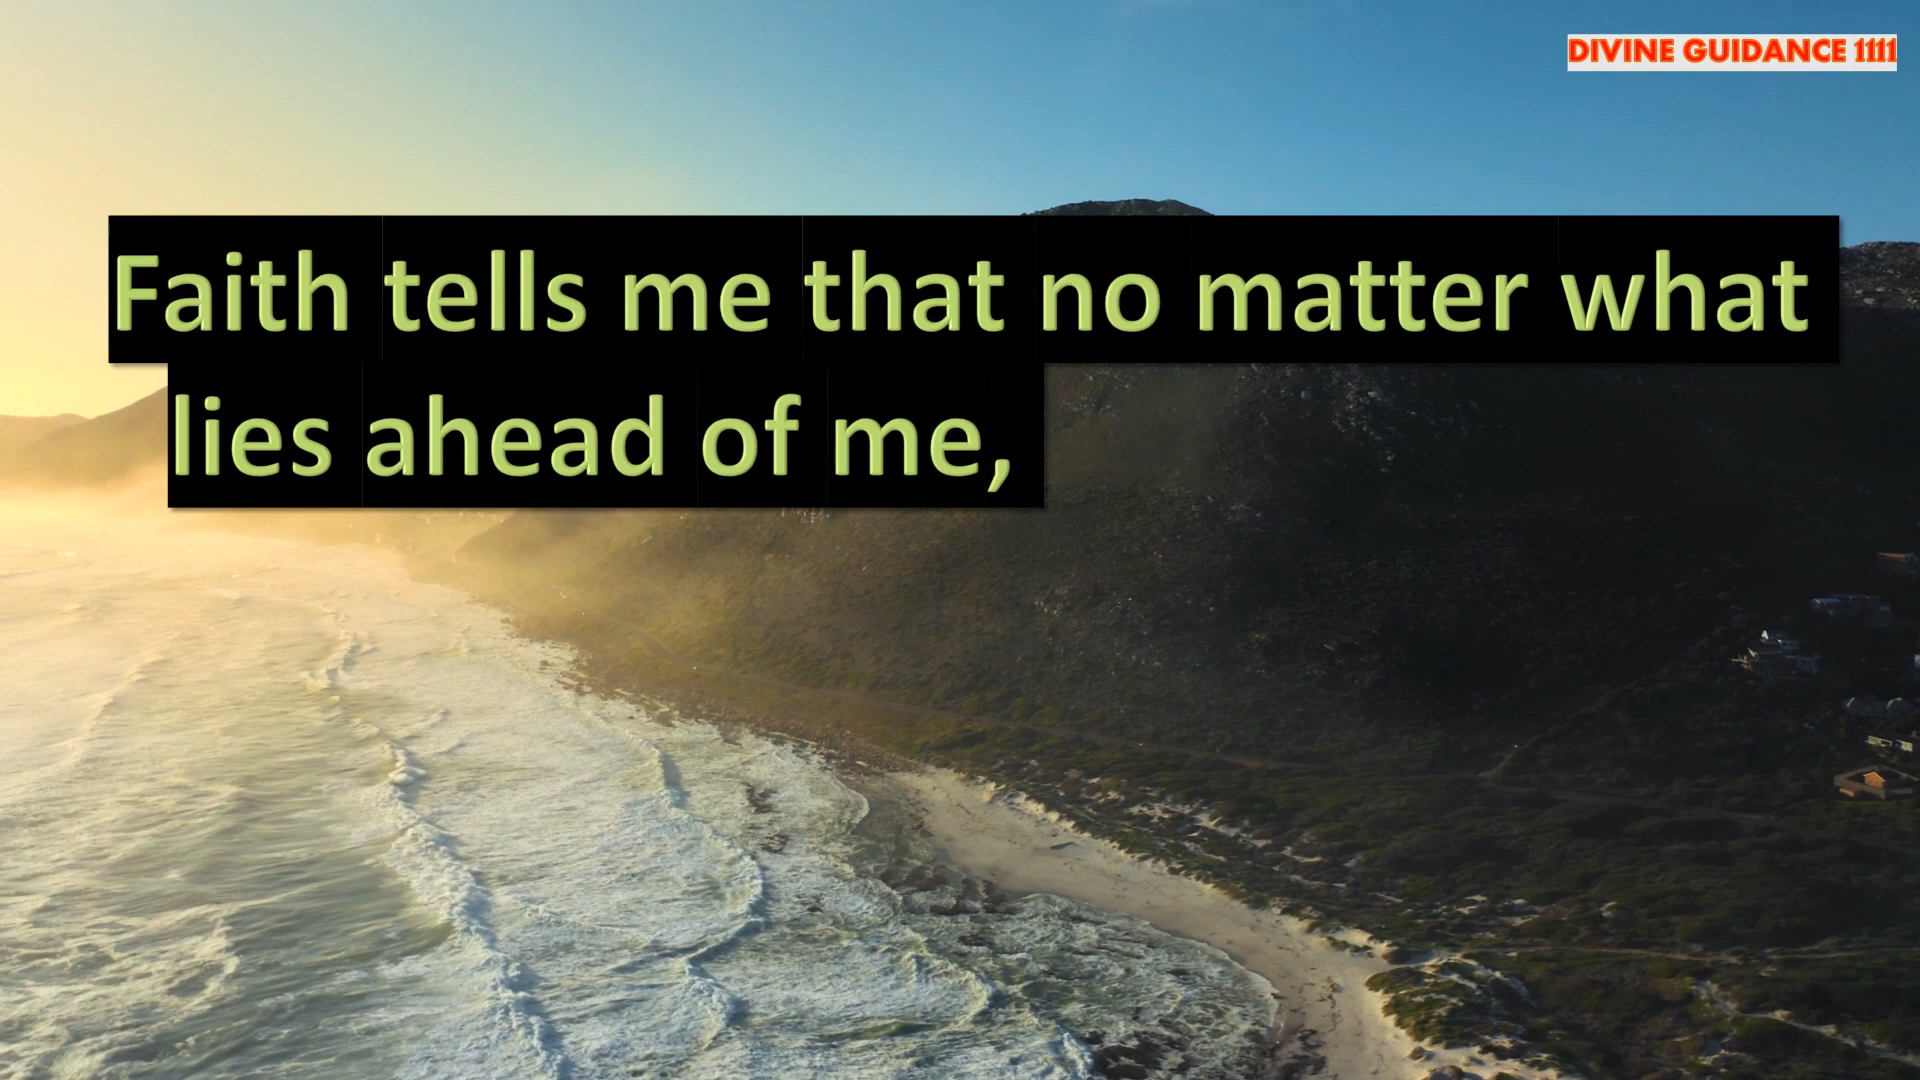 DIVINE GUIDANCE 1111
Faith tells me that no matter what
lies ahead of me,